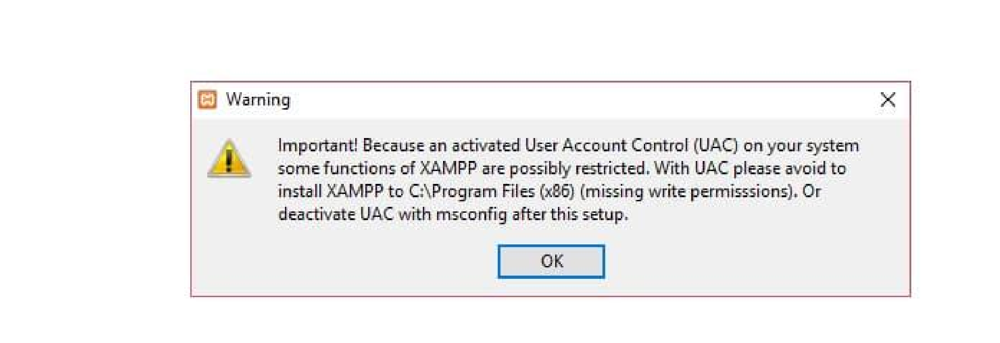 Warning
Important! Because an activated User Account Control (UAC) on your system
some functions of XAMPP are possibly restricted. With UAC please avoid to
install XAMPP to C:\Program Files (x86) (missing write permisssions). Or
deactivate UAC with msconfig after this setup.
OK